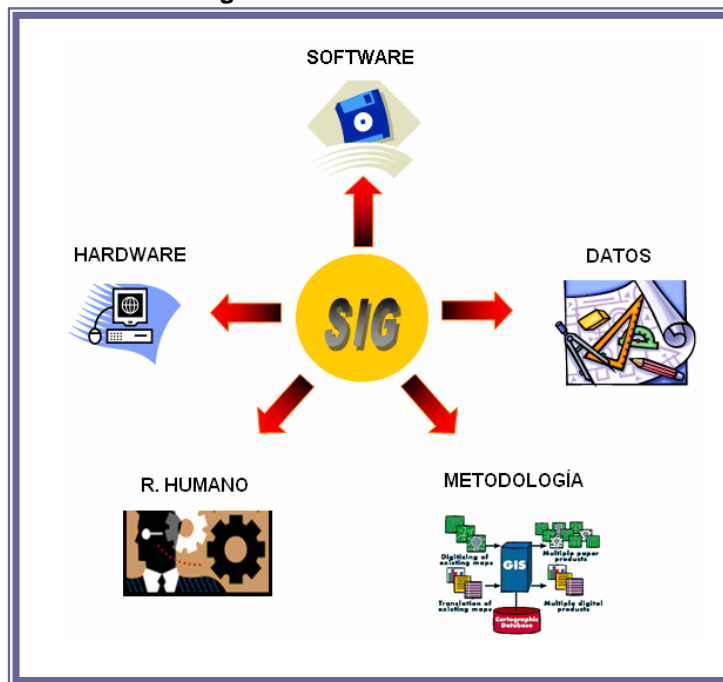 SOFTWARE
HARDWARE
DATOS
SIG
R. HUMANO
METODOLOGÍA
Digitizing of
existing maps
GIS
Multiple paper
products
Translation of
existing maps
Multiple digital
products
Cartographic
Database